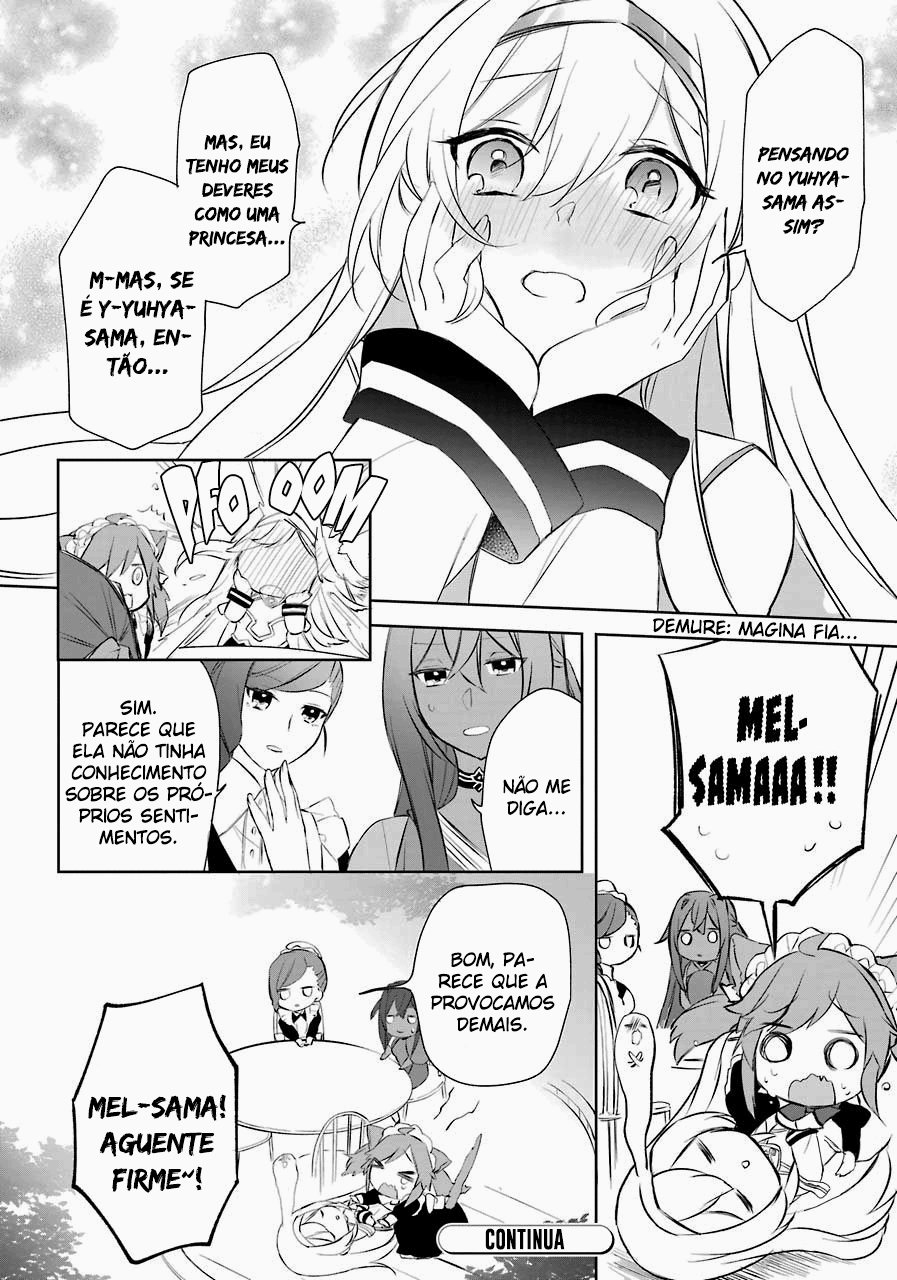 PENSANDO
NO YUHYA-
SAMA AS-
SIM?
MAS, EU
TENHO MEUS
DEVERES
COMO UMA
PRINCESA...
M-MAS, SE
É Y-YUHYA-
SAMA, EN-
TÃO...
PFO OOM
DEMURE: MAGINA FIA...
MEL-
SAMAAA!!
NÃO ME
DIGA...
SIM.
PARECE QUE
ELA NÃO TINHA
CONHECIMENTO
SOBRE OS PRÓ-
PRIOS SENTI-
MENTOS.
BOM, PA-
RECE QUE A
PROVOCAMOS
DEMAIS.
MEL-SAMA!
AGUENTE
FIRME~!
CONTINUA